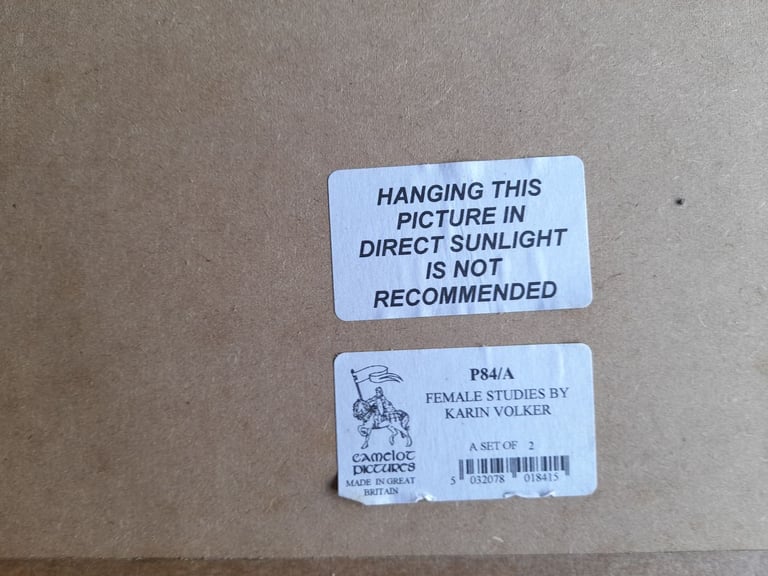 HANGING THIS
PICTURE IN
DIRECT SUNLIGHT
IS NOT
RECOMMENDED
P84/A
FEMALE STUDIES BY
KARIN VOLKER
A SET OF 2
CAMELOT
PICTURES
MADE IN GREAT
BRITAIN
5 032078 018415